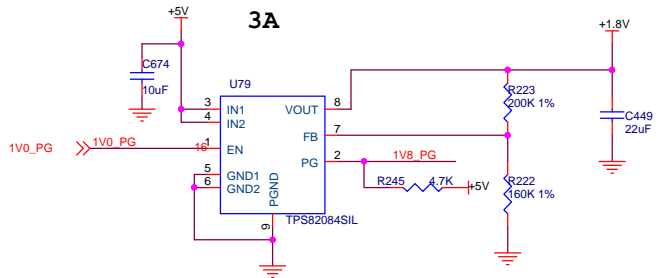 +5V
3A
+1.8V
C674
10uF
U79
R223
200K 1%
3
IN1
VOUT
8
4
IN2
C449
22uF
1V0_PG
1V0_PG
1
16
EN
FB
7
PG
2
1V8_PG
5
GND1
6
GND2
PGND
R245
4.7K
+5V
R222
160K 1%
9
TPS82084SIL